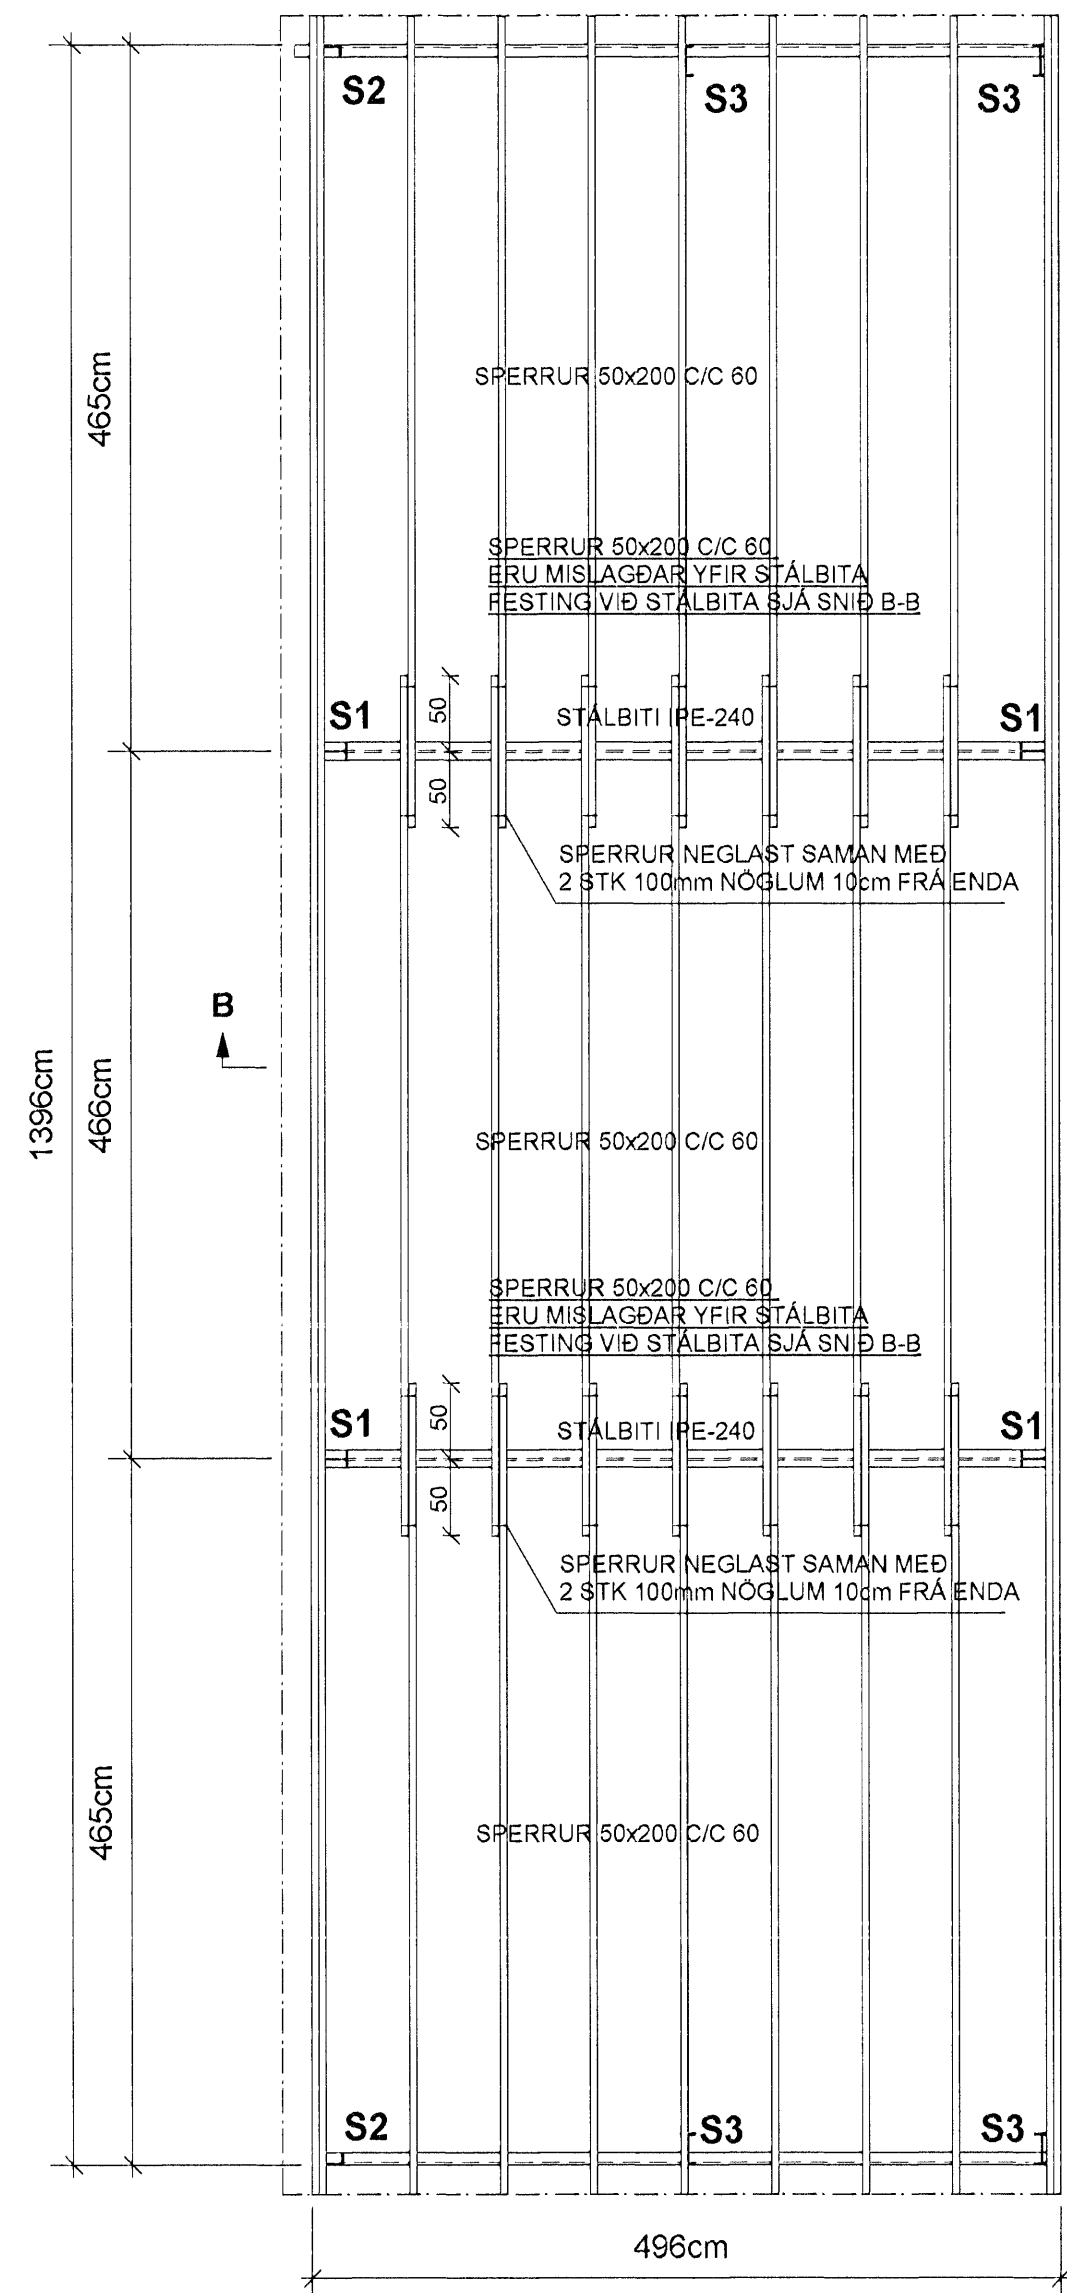 S2
S3
S3
465cm
SPERRUR 50x200 C/C 60
SPERRUR 50x200 C/C 60
ERU MISLAGÐAR YFIR STÁLBITA
FESTING VIÐ STÁLBITA SJÁ SNIÐ B-B
S1
50
STÁLBITI IPE-240
S1
50
SPERRUR NEGLAST SAMAN MEÐ
2 STK 100mm NÖGLUM 10cm FRÁ ENDA
B
1396cm
466cm
SPERRUR 50x200 C/C 60
SPERRUR 50x200 C/C 60
ERU MISLAGÐAR YFIR STÁLBITA
FESTING VIÐ STÁLBITA SJÁ SNIÐ B-B
S1
50
STÁLBITI IPE-240
S1
50
SPERRUR NEGLAST SAMAN MEÐ
2 STK 100mm NÖGLUM 10cm FRÁ ENDA
465cm
SPERRUR 50x200 C/C 60
S2
S3
S3
496cm